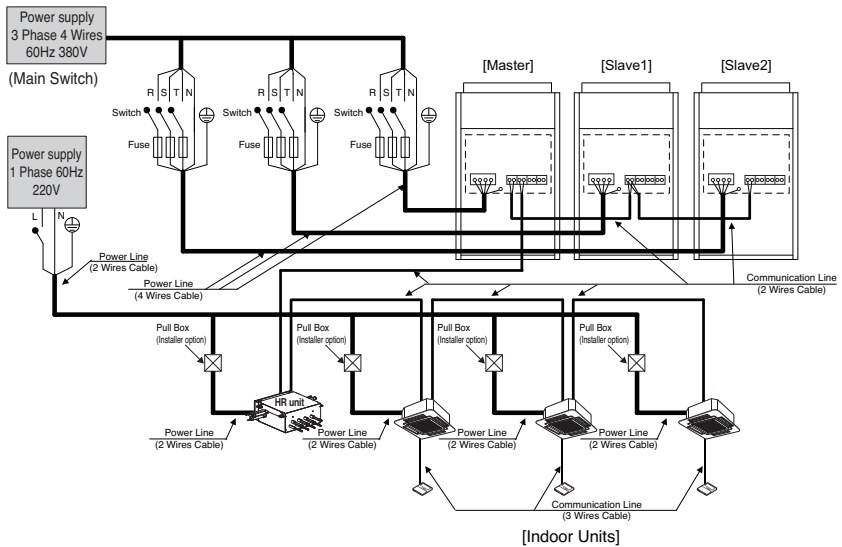 Power supply
3 Phase 4 Wires
60Hz 380V
(Main Switch)
[Master]
[Slave1]
[Slave2]
R S T N
R S T N
R S T N
Switch
Switch
Switch
Fuse
Fuse
Fuse
Power supply
1 Phase 60Hz
220V
L N
Power Line
(2 Wires Cable)
Power Line
(4 Wires Cable)
Communication Line
(2 Wires Cable)
Pull Box
(Installer option)
Pull Box
(Installer option)
Pull Box
(Installer option)
Pull Box
(Installer option)
HR unit
Power Line
(2 Wires Cable)
Power Line
(2 Wires Cable)
Power Line
(2 Wires Cable)
Power Line
(2 Wires Cable)
Communication Line
(3 Wires Cable)
[Indoor Units]